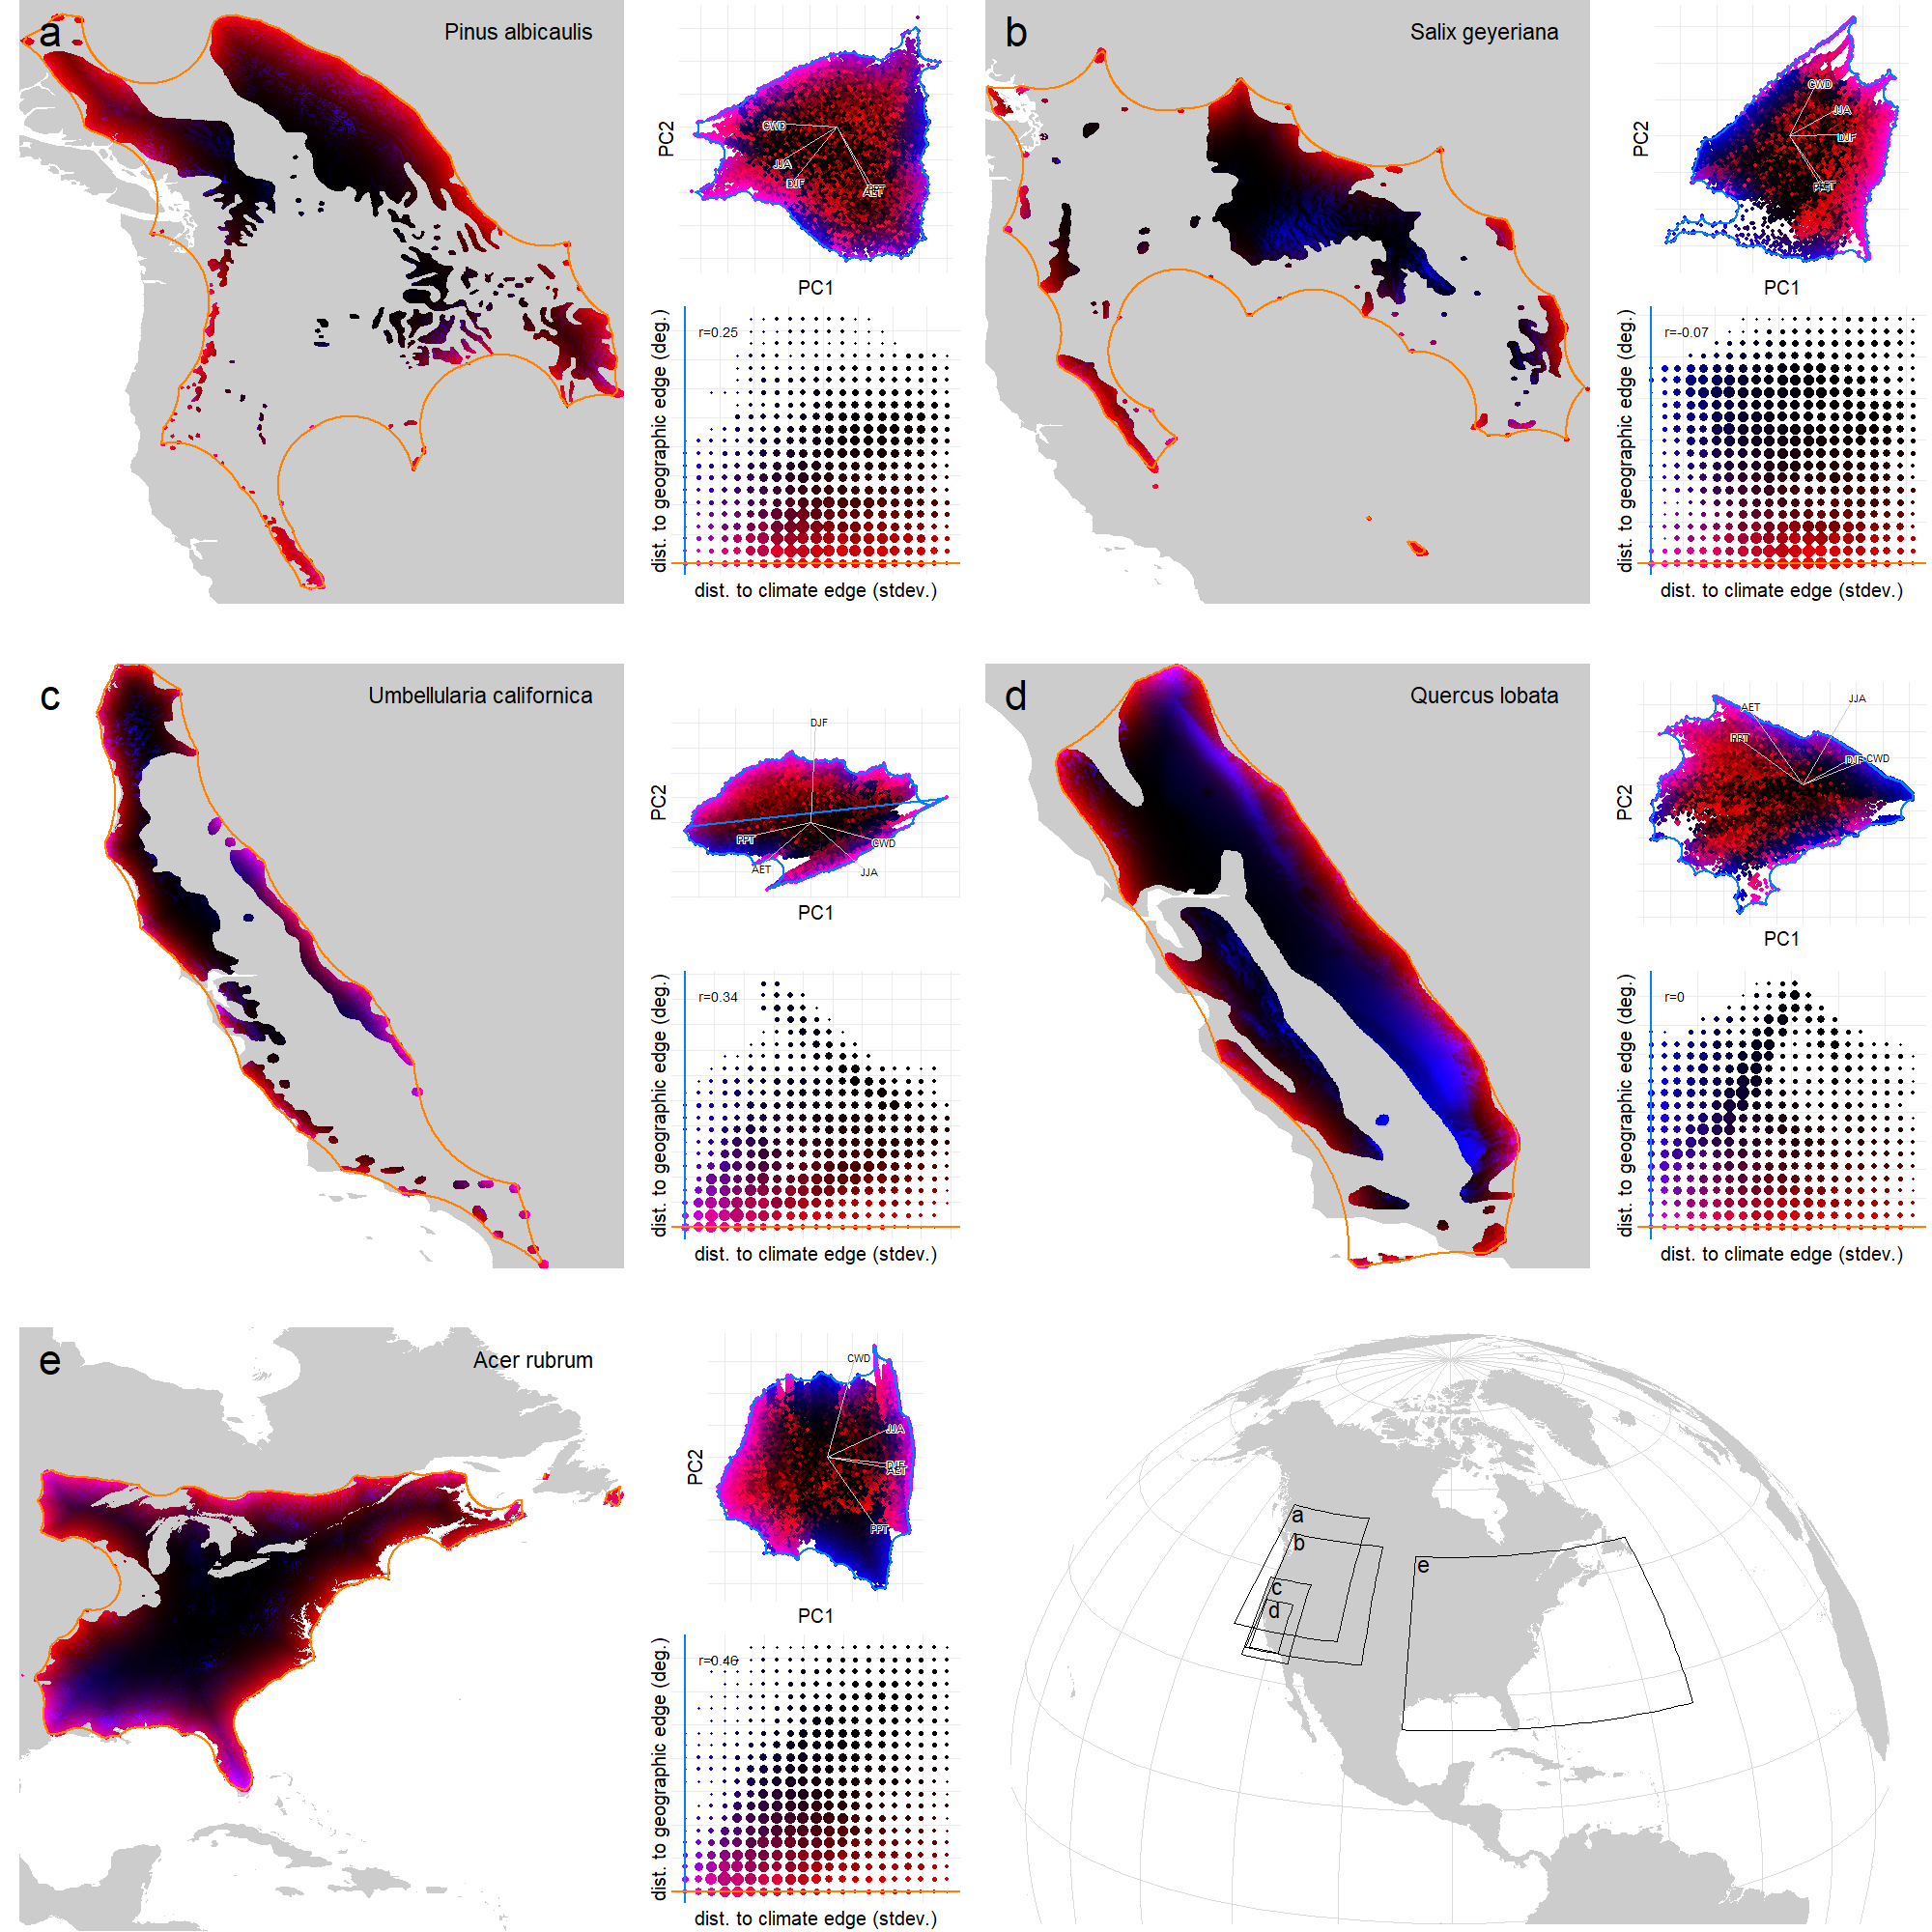 a
Pinus albicaulis
PC2
CWD
JJA
DJF
AET
PC1
r=0.25
dist. to geographic edge (deg.)
dist. to climate edge (stdev.)
b
Salix geyeriana
PC2
CWD
JJA
DJF
PC1
r=-0.07
dist. to geographic edge (deg.)
dist. to climate edge (stdev.)
c
Umbellularia californica
PC2
DJF
PPT
CWD
AET
JJA
PC1
r=0.34
dist. to geographic edge (deg.)
dist. to climate edge (stdev.)
d
Quercus lobata
PC2
AET
JJA
PPT
DJF
CWD
PC1
r=0
dist. to geographic edge (deg.)
dist. to climate edge (stdev.)
e
Acer rubrum
PC2
CWD
JJA
DJF
AET
PPT
PC1
r=0.46
dist. to geographic edge (deg.)
dist. to climate edge (stdev.)
a
b
c
d
e